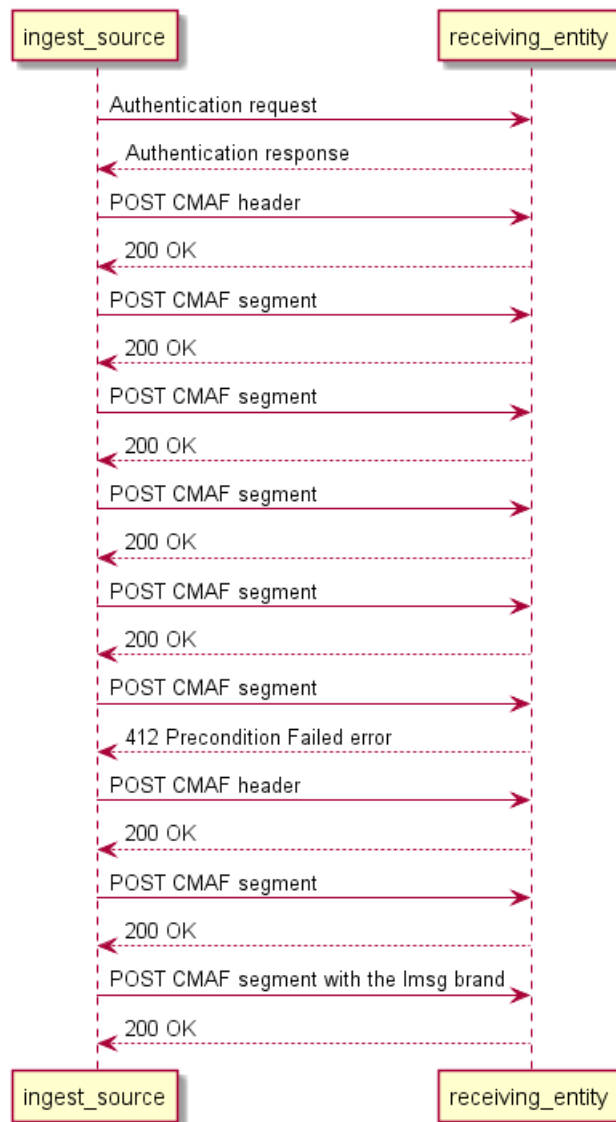 ingest_source receiving_entity
Authentication request
Authentication response
POST CMAF header
200 OK
POST CMAF segment
200 OK
POST CMAF segment
200 OK
POST CMAF segment
200 OK
POST CMAF segment
200 OK
POST CMAF segment
412 Precondition Failed error
POST CMAF header
200 OK
POST CMAF segment
200 OK
POST CMAF segment with the lmsg brand
200 OK
ingest_source receiving_entity